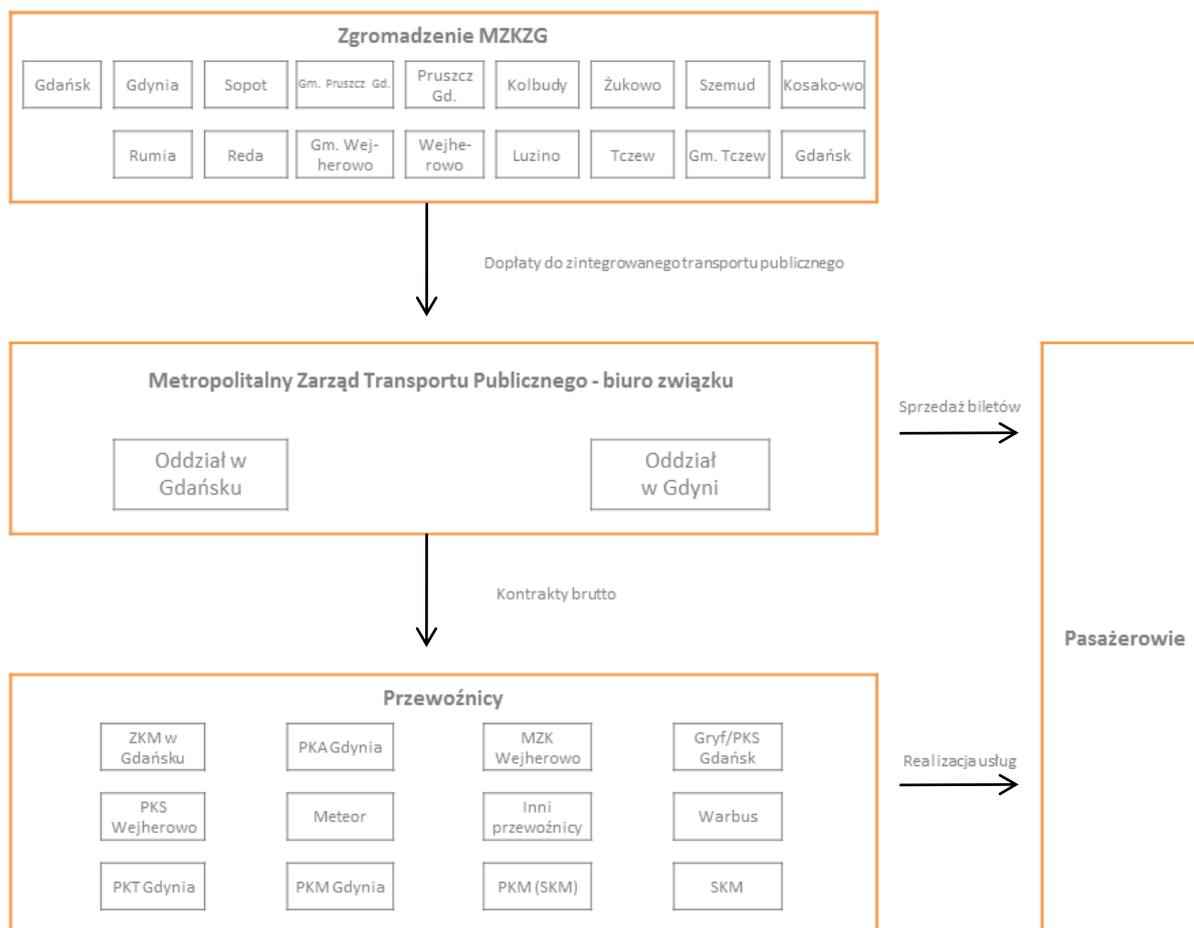 Zgromadzenie MZKZG
Gdańsk
Gdynia
Sopot
Gm. Pruszcz Gd.
Pruszcz
Gd.
Kolbudy
Żukowo
Szemud
Kosako-wo
Rumia
Reda
Gm. Wej-
herowo
Wejhe-
rowo
Luzino
Tczew
Gm. Tczew
Gdańsk
Dopłaty do zintegrowanego transportu publicznego
Metropolitalny Zarząd Transportu Publicznego - biuro związku
Oddział w
Gdańsku
Oddział
w Gdyni
Sprzedaż biletów
Kontrakty brutto
Pasażerowie
Przewoźnicy
ZKM w
Gdańsku
PKA Gdynia
MZK
Wejherowo
Gryf/PKS
Gdańsk
Realizacja usług
PKS
Wejherowo
Meteor
Inni
przewoźnicy
Warbus
PKT Gdynia
PKM Gdynia
PKM (SKM)
SKM